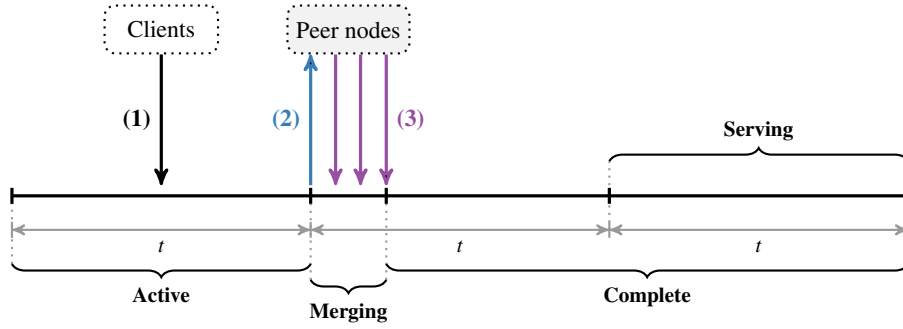 Clients
Peer nodes
(1)
(2)
(3)
Serving
t
t
t
Active
Merging
Complete